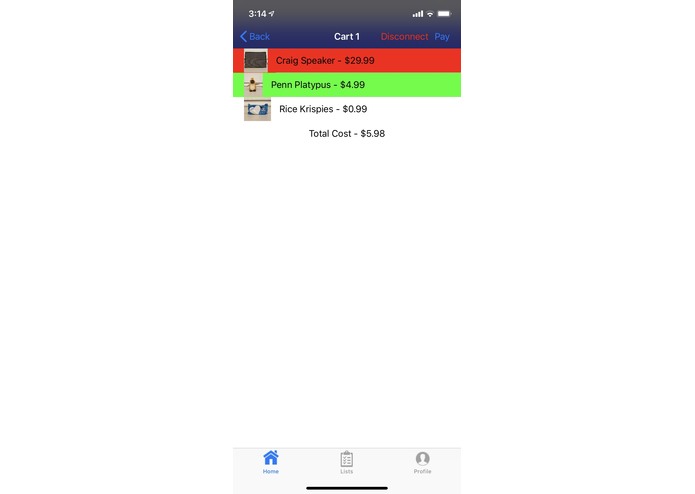 3:14
Back Cart 1 Disconnect Pay
Craig Speaker - $29.99
Penn Platypus - $4.99
Rice Krispies - $0.99
Total Cost - $5.98
Home Lists Profile